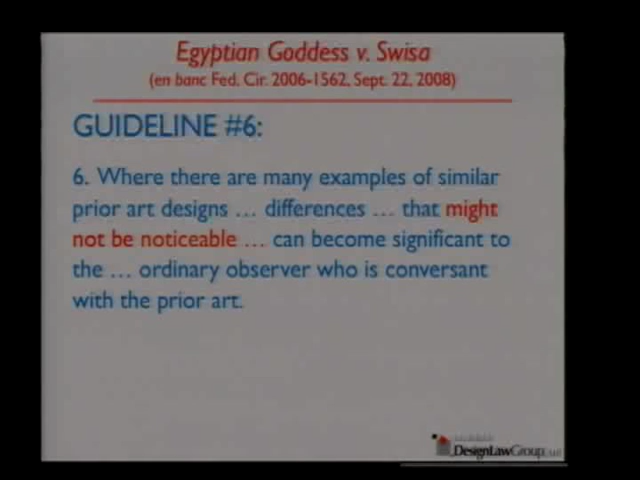 Egyptian Goddess v. Swisa
(en banc Fed. Cir. 2006-1562, Sept. 22, 2008)
GUIDELINE #6:
6. Where there are many examples of similar
prior art designs … differences … that might
not be noticeable … can become significant to
the … ordinary observer who is conversant
with the prior art.
DesignLawGroup